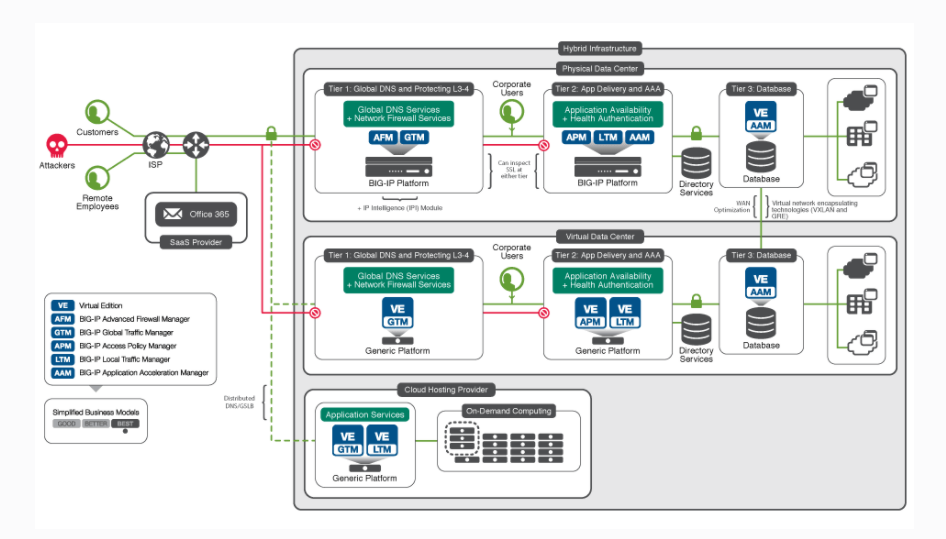 Hybrid Infrastructure
Physical Data Center
Tier 1: Global DNS and Protecting L3-4
Global DNS Services
+ Network Firewall Services
AFM
GTM
BIG-IP Platform
+ IP Intelligence (IPI) Module
Corporate
Users
Can inspect
SSL at
either tier
Tier 2: App Delivery and AAA
Application Availability
+ Health Authentication
APM
LTM
AAM
BIG-IP Platform
Directory
Services
Tier 3: Database
VE
AAM
Database
Customers
Attackers
ISP
Remote
Employees
Office 365
SaaS Provider
WAN
Optimization
Virtual network encapsulating
technologies (VXLAN and
GRE)
Virtual Data Center
Tier 1: Global DNS and Protecting L3-4
Global DNS Services
+ Network Firewall Services
VE
GTM
Generic Platform
Corporate
Users
Tier 2: App Delivery and AAA
Application Availability
+ Health Authentication
VE
APM
VE
LTM
Generic Platform
Directory
Services
Tier 3: Database
VE
AAM
Database
VE Virtual Edition
AFM BIG-IP Advanced Firewall Manager
GTM BIG-IP Global Traffic Manager
APM BIG-IP Access Policy Manager
LTM BIG-IP Local Traffic Manager
AAM BIG-IP Application Acceleration Manager
Simplified Business Models
GOOD BETTER BEST
Distributed
DNS/GSLB
Cloud Hosting Provider
Application Services
VE
GTM
VE
LTM
Generic Platform
On-Demand Computing